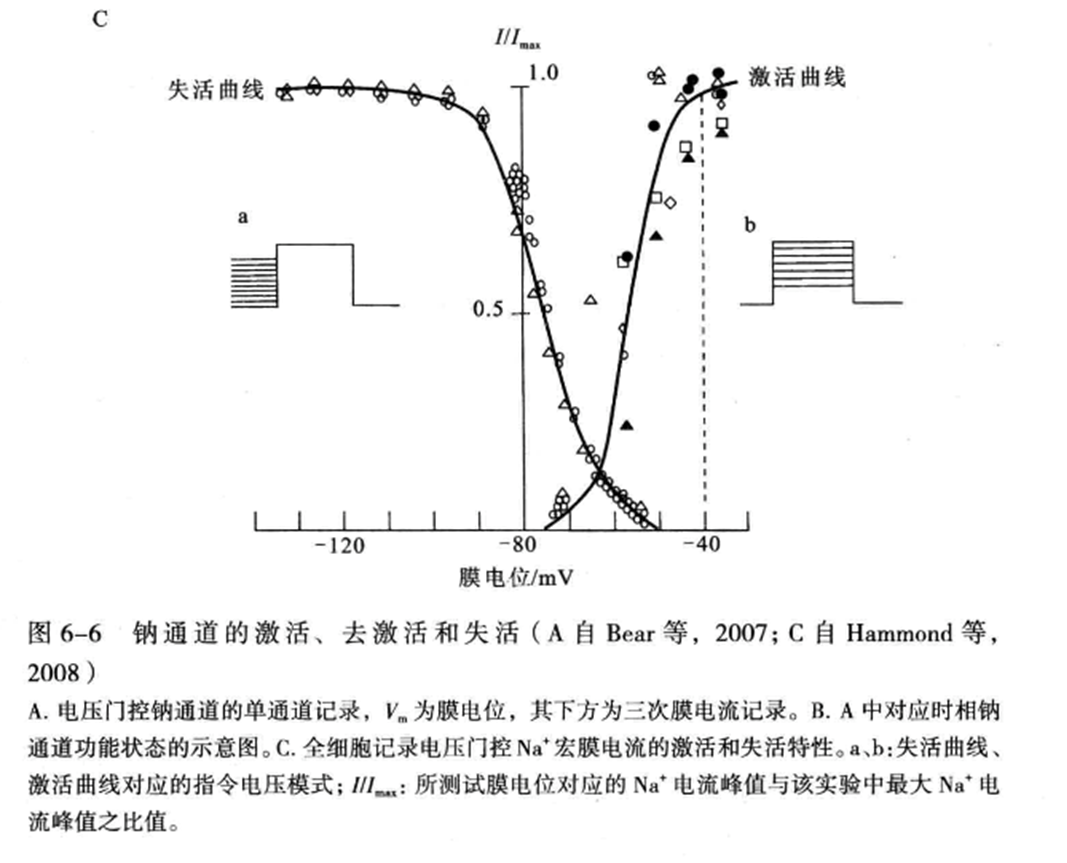 C
I/Imax
1.0
失活曲线
激活曲线
a
b
0.5
-120
-80
-40
膜电位/mV
图 6-6 钠通道的激活、去激活和失活（A 自 Bear 等，2007；C 自 Hammond 等，
2008）
A. 电压门控钠通道的单通道记录，Vm 为膜电位，其下方为三次膜电流记录。B. A 中对应时相钠
通道功能状态的示意图。C. 全细胞记录电压门控 Na+ 宏膜电流的激活和失活特性。a、b：失活曲线、
激活曲线对应的指令电压模式；I/Imax：所测试膜电位对应的 Na+ 电流峰值与该实验中最大 Na+ 电
流峰值之比值。